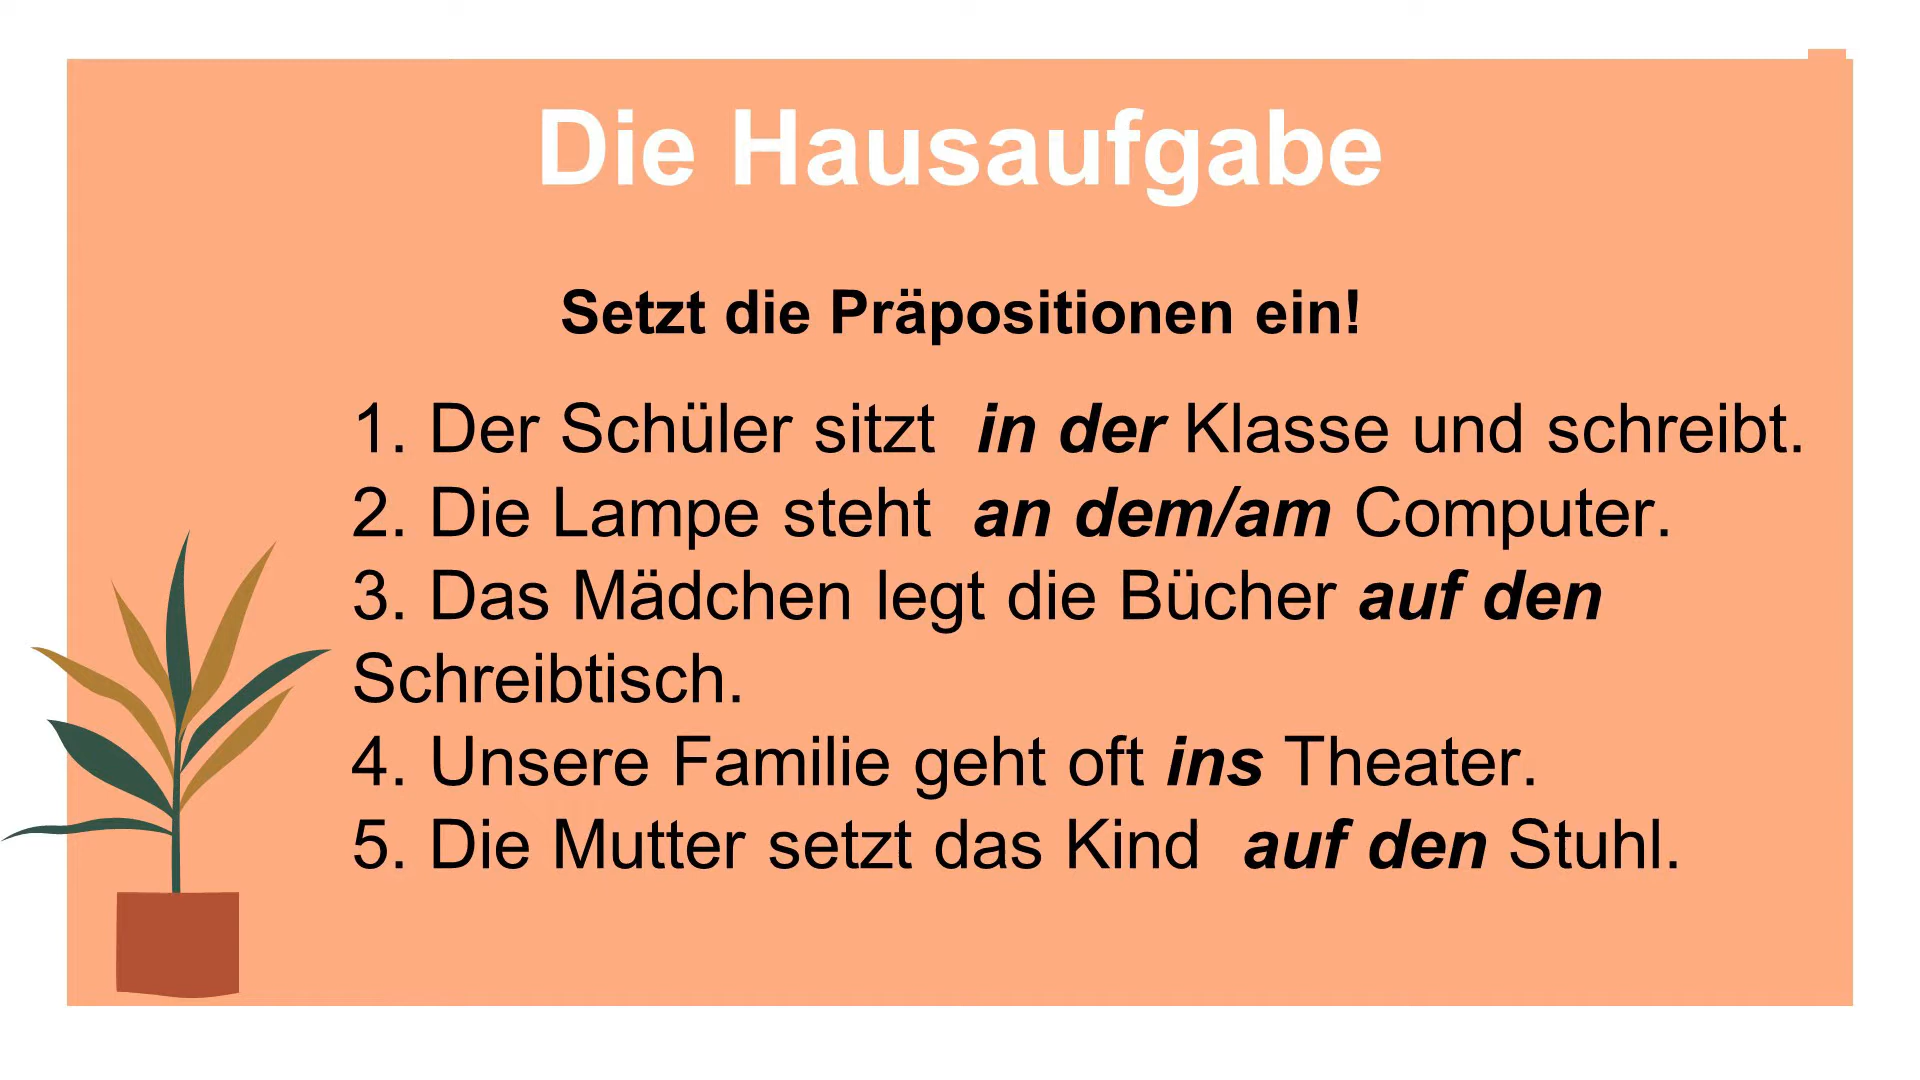 Die Hausaufgabe
Setzt die Präpositionen ein!
1. Der Schüler sitzt in der Klasse und schreibt.
2. Die Lampe steht an dem/am Computer.
3. Das Mädchen legt die Bücher auf den
Schreibtisch.
4. Unsere Familie geht oft ins Theater.
5. Die Mutter setzt das Kind auf den Stuhl.